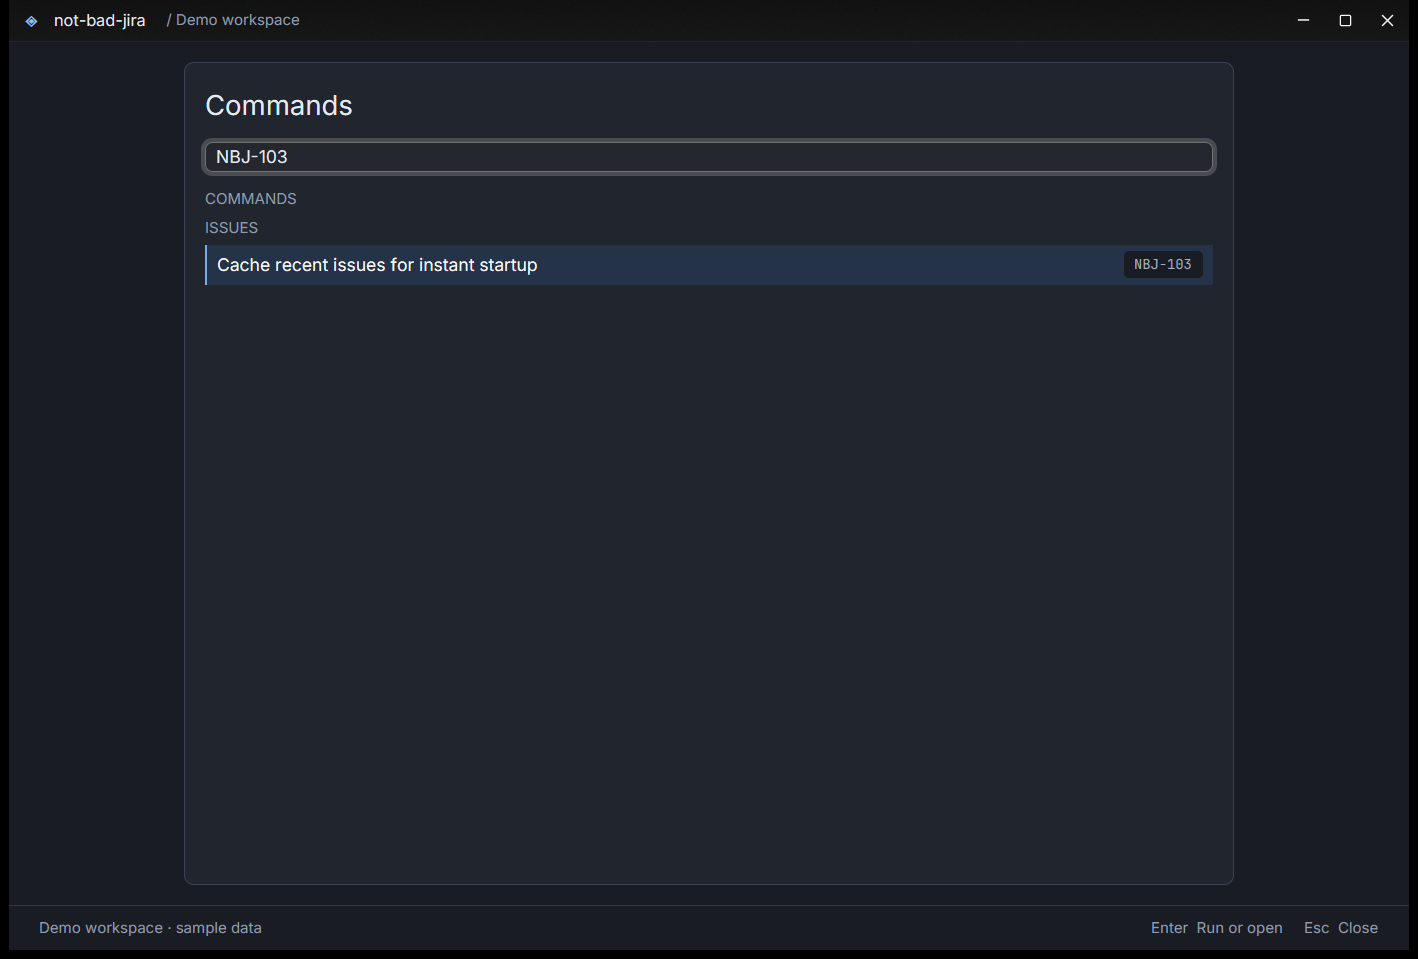 not-bad-jira / Demo workspace
Commands
NBJ-103
COMMANDS
ISSUES
Cache recent issues for instant startup NBJ-103
Demo workspace · sample data Enter Run or open Esc Close